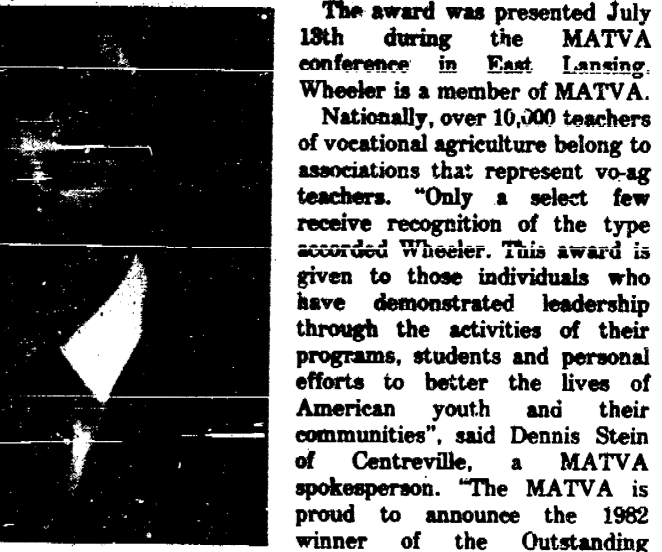 The award was presented July
13th during the MATVA
conference in East Lansing.
Wheeler is a member of MATVA.
Nationally, over 10,000 teachers
of vocational agriculture belong to
associations that represent vo-ag
teachers. “Only a select few
receive recognition of the type
accorded Wheeler. This award is
given to those individuals who
have demonstrated leadership
through the activities of their
programs, students and personal
efforts to better the lives of
American youth and their
communities”, said Dennis Stein
of Centreville, a MATVA
spokesperson. “The MATVA is
proud to announce the 1982
winner of the Outstanding